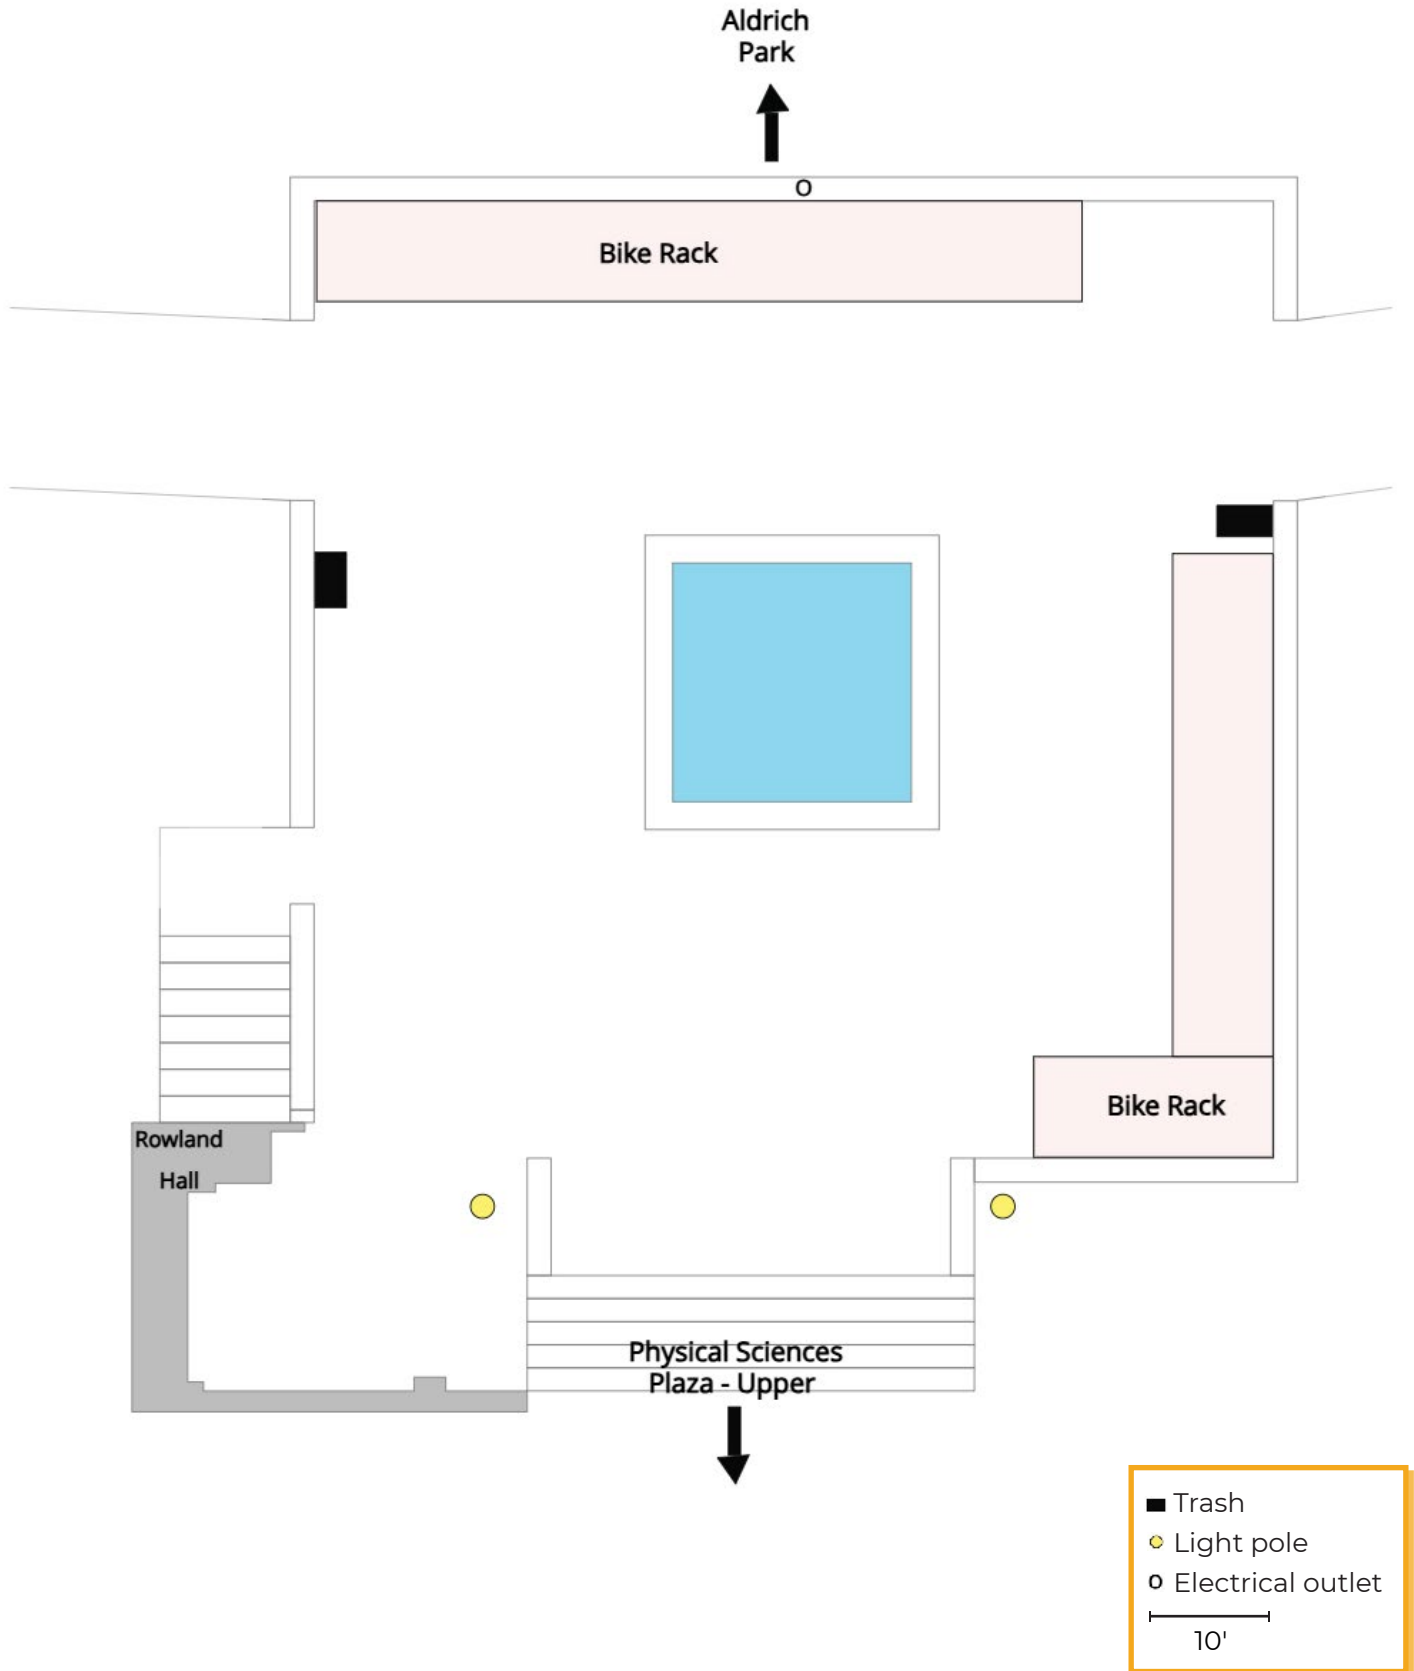 Aldrich
Park
O
Bike Rack
Bike Rack
Rowland
Hall
Physical Sciences
Plaza - Upper
Trash
Light pole
O Electrical outlet
10'